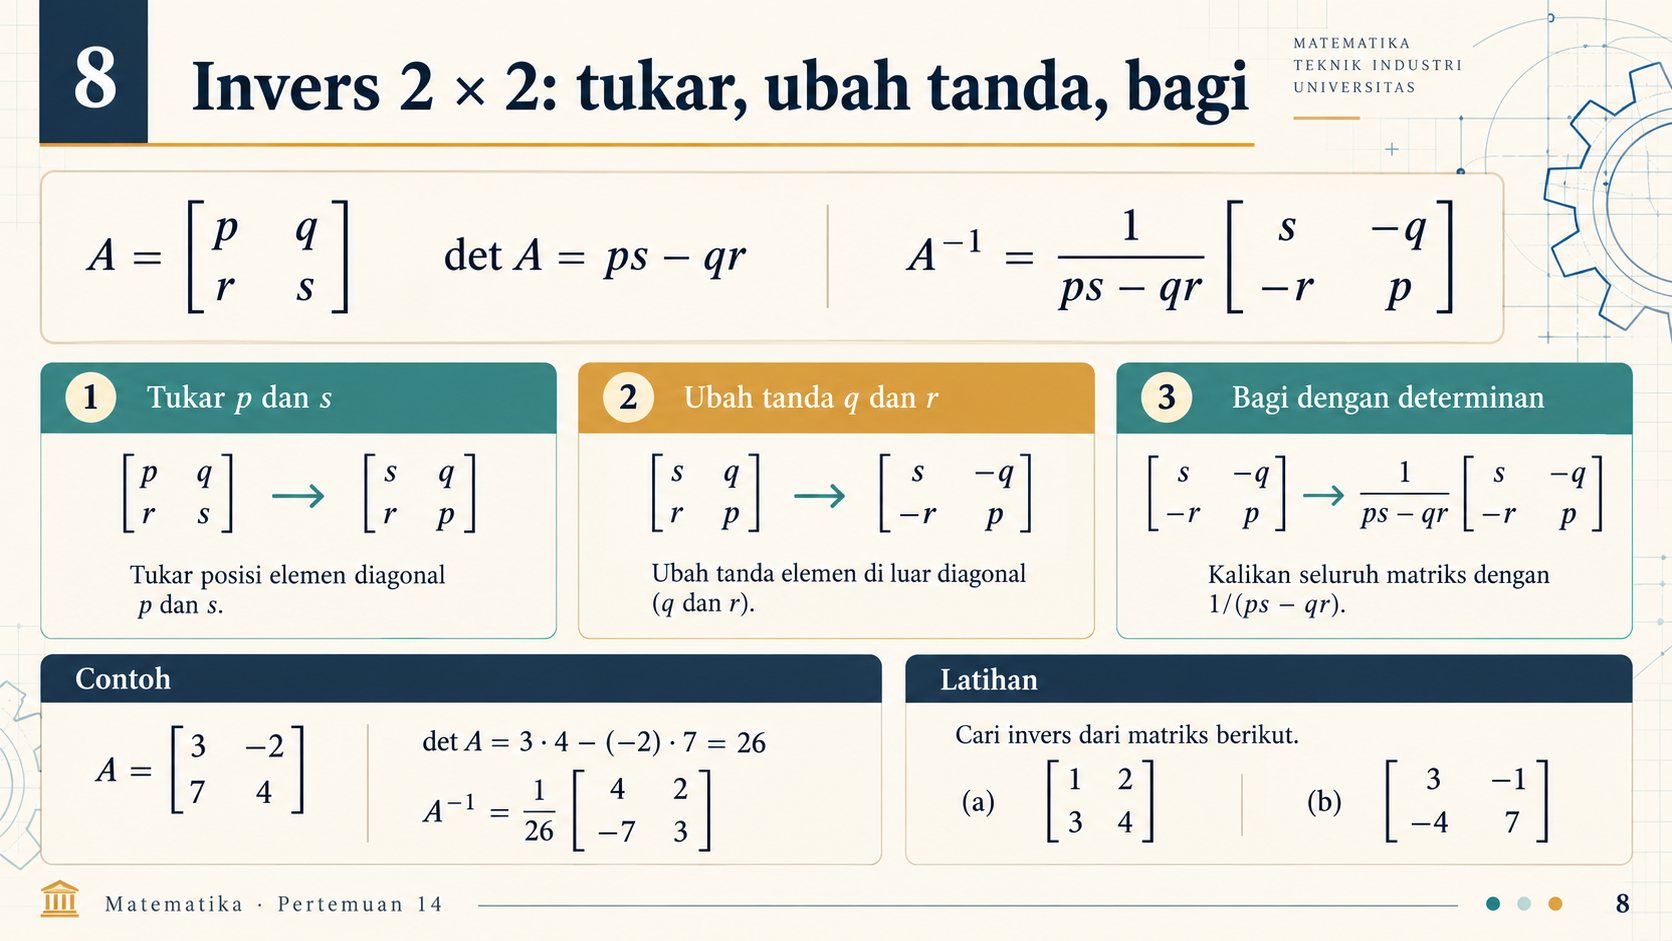 8
Invers 2 × 2: tukar, ubah tanda, bagi
MATEMATIKA
TEKNIK INDUSTRI
UNIVERSITAS
A = [ p q ; r s ]
det A = ps − qr
A⁻¹ = 1/(ps − qr) [ s −q ; −r p ]
1 Tukar p dan s
[ p q ; r s ] → [ s q ; r p ]
Tukar posisi elemen diagonal
p dan s.
2 Ubah tanda q dan r
[ s q ; r p ] → [ s −q ; −r p ]
Ubah tanda elemen di luar diagonal
(q dan r).
3 Bagi dengan determinan
[ s −q ; −r p ] → 1/(ps − qr) [ s −q ; −r p ]
Kalikan seluruh matriks dengan
1/(ps − qr).
Contoh
A = [ 3 −2 ; 7 4 ]
det A = 3 · 4 − (−2) · 7 = 26
A⁻¹ = 1/26 [ 4 2 ; −7 3 ]
Latihan
Cari invers dari matriks berikut.
(a) [ 1 2 ; 3 4 ]
(b) [ 3 −1 ; −4 7 ]
Matematika · Pertemuan 14
8